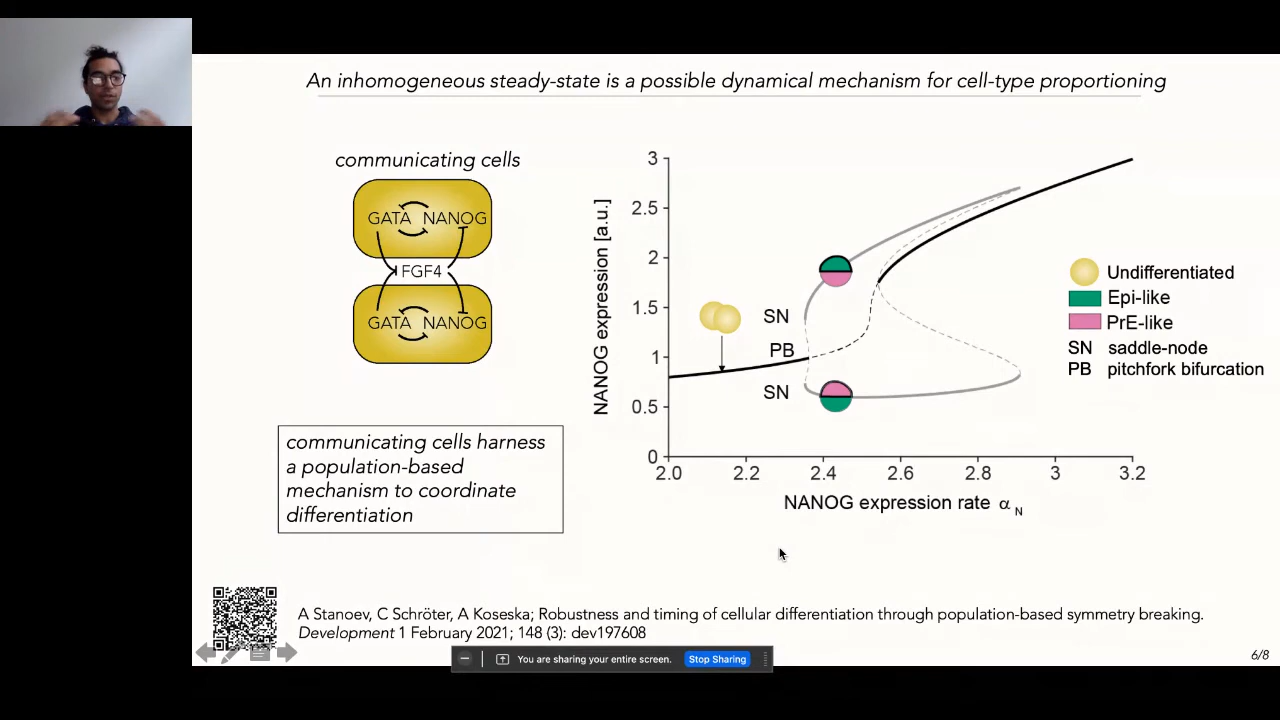 An inhomogeneous steady-state is a possible dynamical mechanism for cell-type proportioning
communicating cells
GATA NANOG
FGF4
GATA NANOG
communicating cells harness
a population-based
mechanism to coordinate
differentiation
NANOG expression [a.u.]
3
2.5
2
1.5
1
0.5
0
SN
PB
SN
2.0 2.2 2.4 2.6 2.8 3 3.2
NANOG expression rate α N
Undifferentiated
Epi-like
PrE-like
SN saddle-node
PB pitchfork bifurcation
A Stanoev, C Schröter, A Koseska; Robustness and timing of cellular differentiation through population-based symmetry breaking.
Development 1 February 2021; 148 (3): dev197608
You are sharing your entire screen. Stop Sharing
6/8